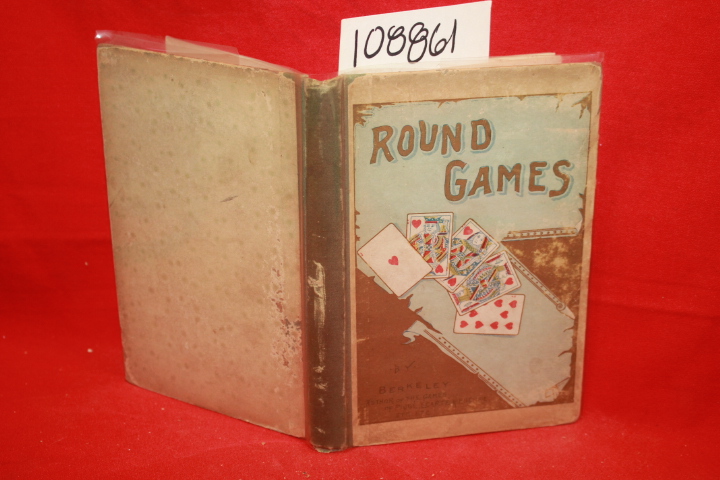 108861
ROUND
GAMES
BY
BERKELEY